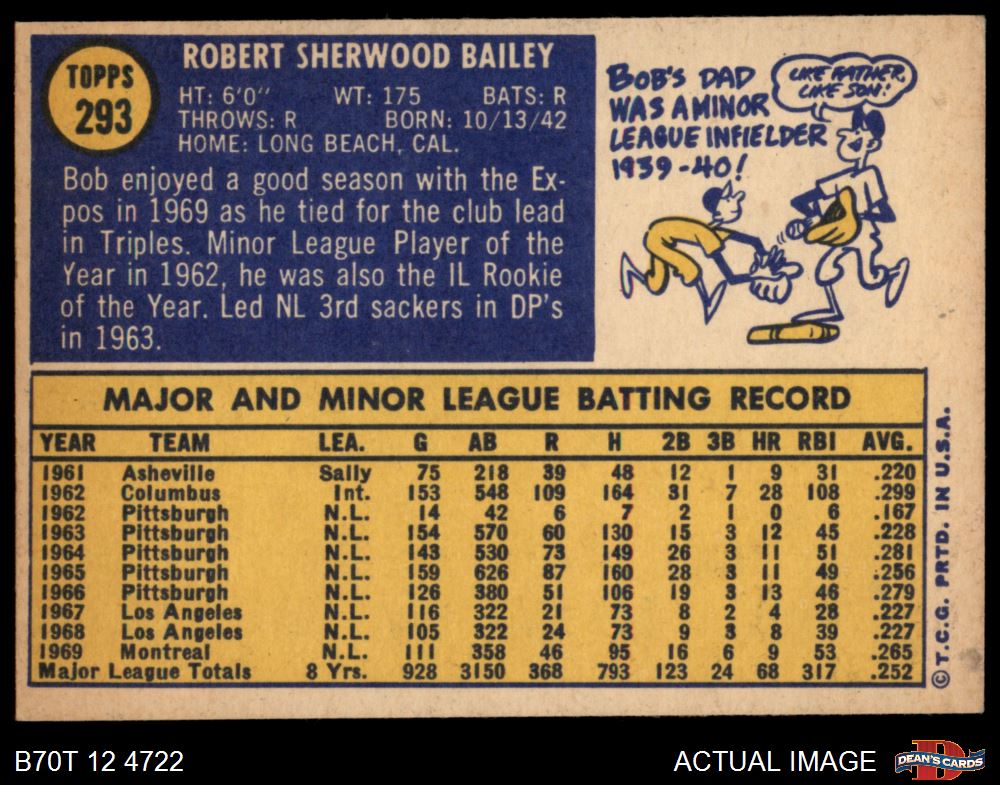 TOPPS
293
ROBERT SHERWOOD BAILEY
HT: 6'0" WT: 175 BATS: R
THROWS: R BORN: 10/13/42
HOME: LONG BEACH, CAL.
Bob enjoyed a good season with the Ex-
pos in 1969 as he tied for the club lead
in Triples. Minor League Player of the
Year in 1962, he was also the IL Rookie
of the Year. Led NL 3rd sackers in DP's
in 1963.
BOB'S DAD
WAS A MINOR
LEAGUE INFIELDER
1939-40!
LIKE FATHER,
LIKE SON!
MAJOR AND MINOR LEAGUE BATTING RECORD
YEAR TEAM LEA. G AB R H 2B 3B HR RBI AVG.
1961 Asheville Sally 75 218 39 48 12 1 9 31 .220
1962 Columbus Int. 153 548 109 164 31 7 28 108 .299
1962 Pittsburgh N.L. 14 42 6 7 2 1 0 6 .167
1963 Pittsburgh N.L. 154 570 60 130 15 3 12 45 .228
1964 Pittsburgh N.L. 143 530 73 149 26 3 11 51 .281
1965 Pittsburgh N.L. 159 626 87 160 28 3 11 49 .256
1966 Pittsburgh N.L. 126 380 51 106 19 3 13 46 .279
1967 Los Angeles N.L. 116 322 21 73 8 2 4 28 .227
1968 Los Angeles N.L. 105 322 24 73 9 3 8 39 .227
1969 Montreal N.L. 111 358 46 95 16 6 9 53 .265
Major League Totals 8 Yrs. 928 3150 368 793 123 24 68 317 .252
©T.C.G. PRTD. IN U.S.A.
B70T 12 4722
ACTUAL IMAGE
DEAN'S CARDS